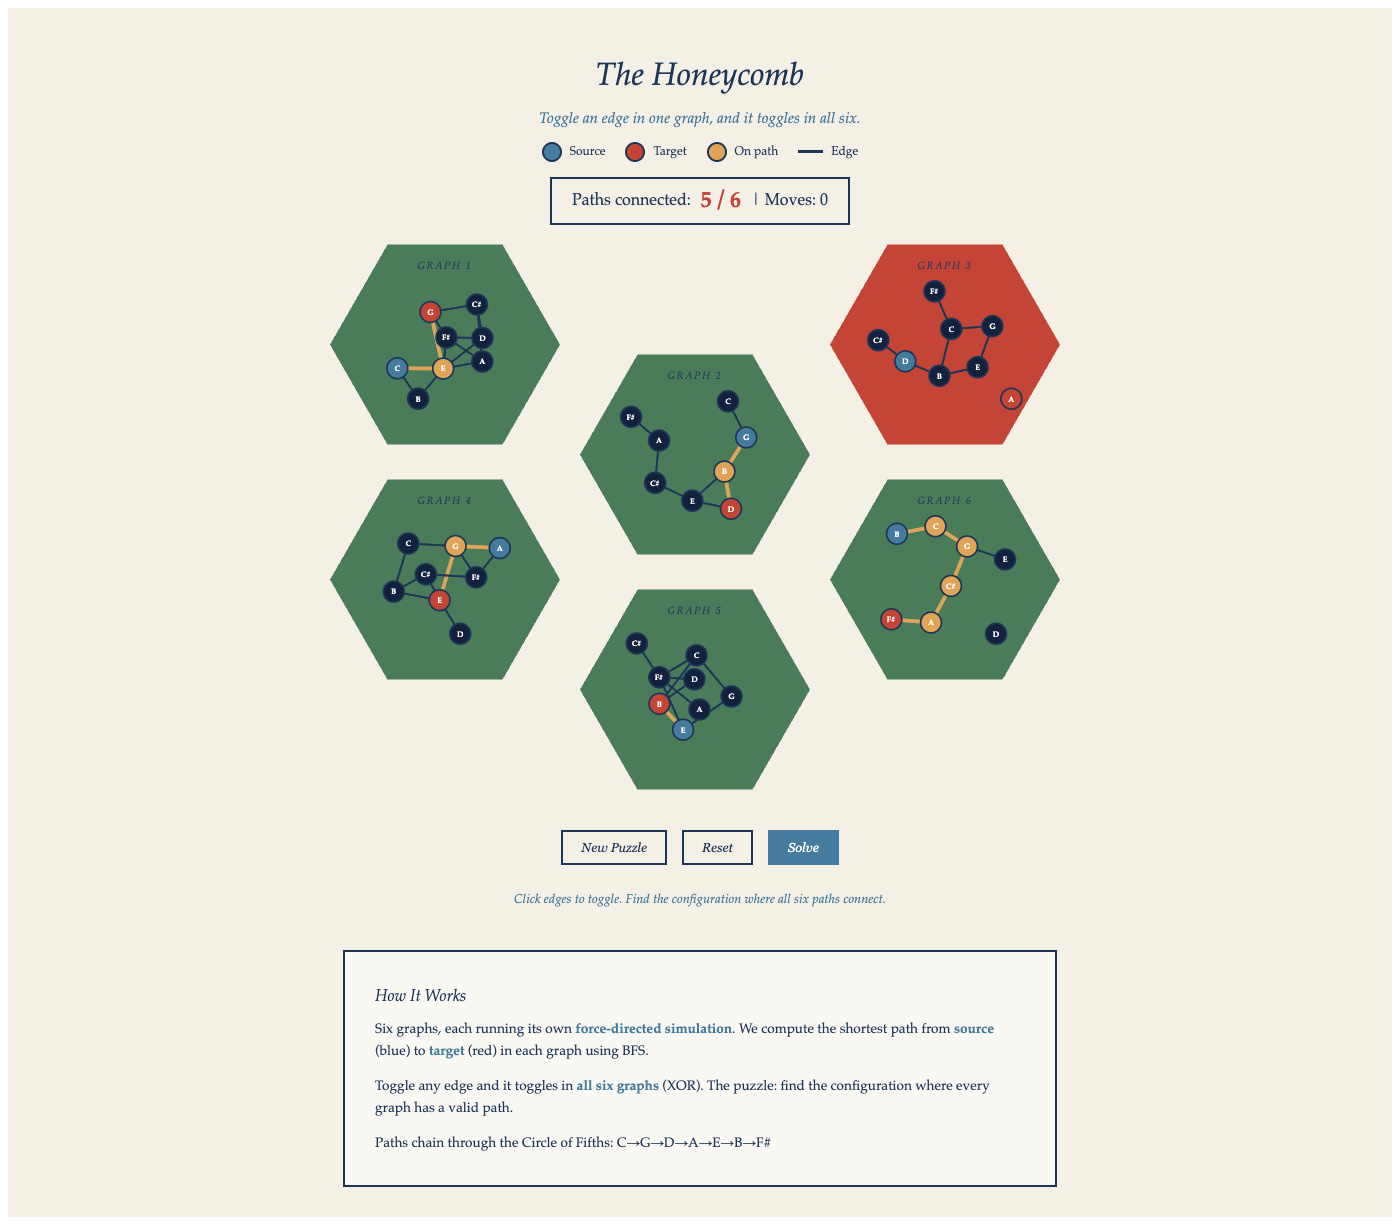 The Honeycomb
Toggle an edge in one graph, and it toggles in all six.
Source Target On path Edge
Paths connected: 5 / 6 | Moves: 0
GRAPH 1
G
C#
F#
D
A
C
E
B
GRAPH 2
C
F#
G
A
B
C#
E
D
GRAPH 3
F#
C
G
C#
D
E
B
A
GRAPH 4
C
G
A
C#
F#
B
E
D
GRAPH 5
C#
C
F#
D
G
B
A
E
GRAPH 6
C
B
G
E
C#
F#
A
D
New Puzzle Reset Solve
Click edges to toggle. Find the configuration where all six paths connect.
How It Works
Six graphs, each running its own force-directed simulation. We compute the shortest path from source
(blue) to target (red) in each graph using BFS.
Toggle any edge and it toggles in all six graphs (XOR). The puzzle: find the configuration where every
graph has a valid path.
Paths chain through the Circle of Fifths: C→G→D→A→E→B→F#